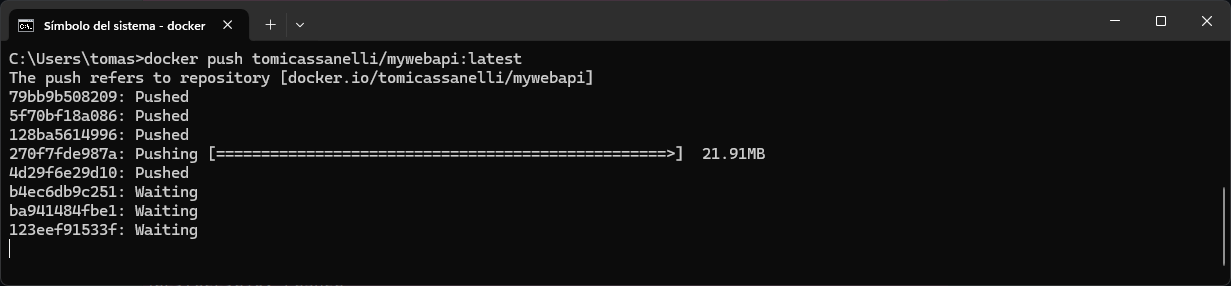 Símbolo del sistema - docker
C:\Users\tomas>docker push tomicassanelli/mywebapi:latest
The push refers to repository [docker.io/tomicassanelli/mywebapi]
79bb9b508209: Pushed
5f70bf18a086: Pushed
128ba5614996: Pushed
270f7fde987a: Pushing [==================================================>]  21.91MB
4d29f6e29d10: Pushed
b4ec6db9c251: Waiting
ba941484fbe1: Waiting
123eef91533f: Waiting